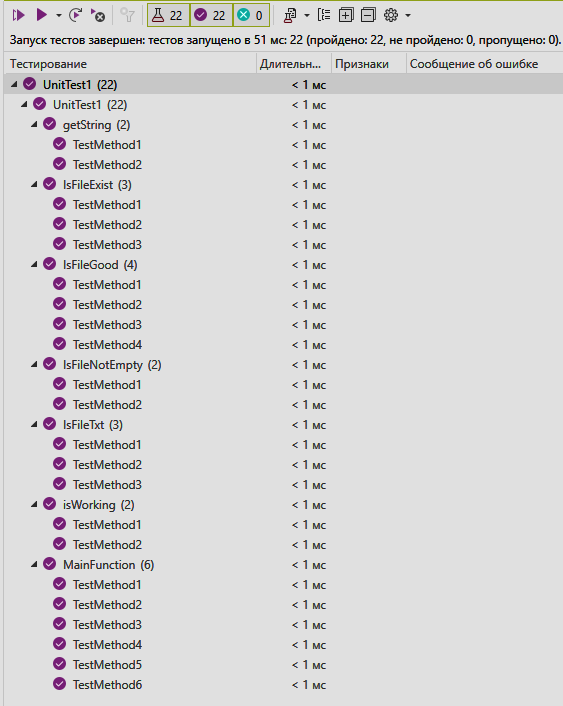 22 22 0
Запуск тестов завершен: тестов запущено в 51 мс: 22 (пройдено: 22, не пройдено: 0, пропущено: 0).
Тестирование Длительн... Признаки Сообщение об ошибке
UnitTest1 (22) < 1 мс
UnitTest1 (22) < 1 мс
getString (2) < 1 мс
TestMethod1 < 1 мс
TestMethod2 < 1 мс
IsFileExist (3) < 1 мс
TestMethod1 < 1 мс
TestMethod2 < 1 мс
TestMethod3 < 1 мс
IsFileGood (4) < 1 мс
TestMethod1 < 1 мс
TestMethod2 < 1 мс
TestMethod3 < 1 мс
TestMethod4 < 1 мс
IsFileNotEmpty (2) < 1 мс
TestMethod1 < 1 мс
TestMethod2 < 1 мс
IsFileTxt (3) < 1 мс
TestMethod1 < 1 мс
TestMethod2 < 1 мс
TestMethod3 < 1 мс
isWorking (2) < 1 мс
TestMethod1 < 1 мс
TestMethod2 < 1 мс
MainFunction (6) < 1 мс
TestMethod1 < 1 мс
TestMethod2 < 1 мс
TestMethod3 < 1 мс
TestMethod4 < 1 мс
TestMethod5 < 1 мс
TestMethod6 < 1 мс